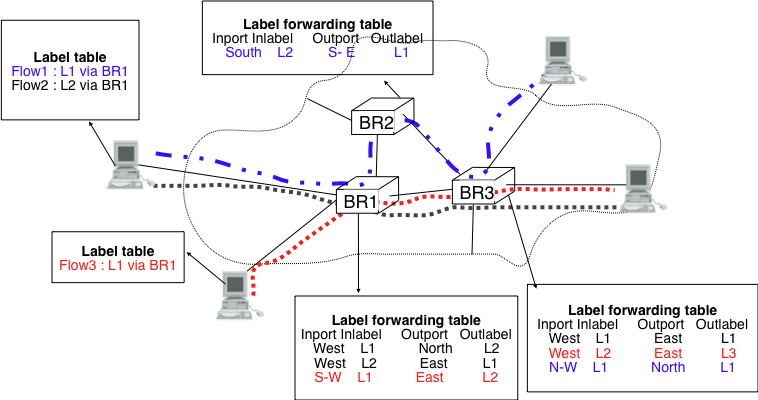 Label forwarding table
Inport Inlabel Outport Outlabel
South L2 S- E L1
Label table
Flow1 : L1 via BR1
Flow2 : L2 via BR1
BR2
BR1
BR3
Label table
Flow3 : L1 via BR1
Label forwarding table
Inport Inlabel Outport Outlabel
West L1 North L2
West L2 East L1
S-W L1 East L2
Label forwarding table
Inport Inlabel Outport Outlabel
West L1 East L1
West L2 East L3
N-W L1 North L1